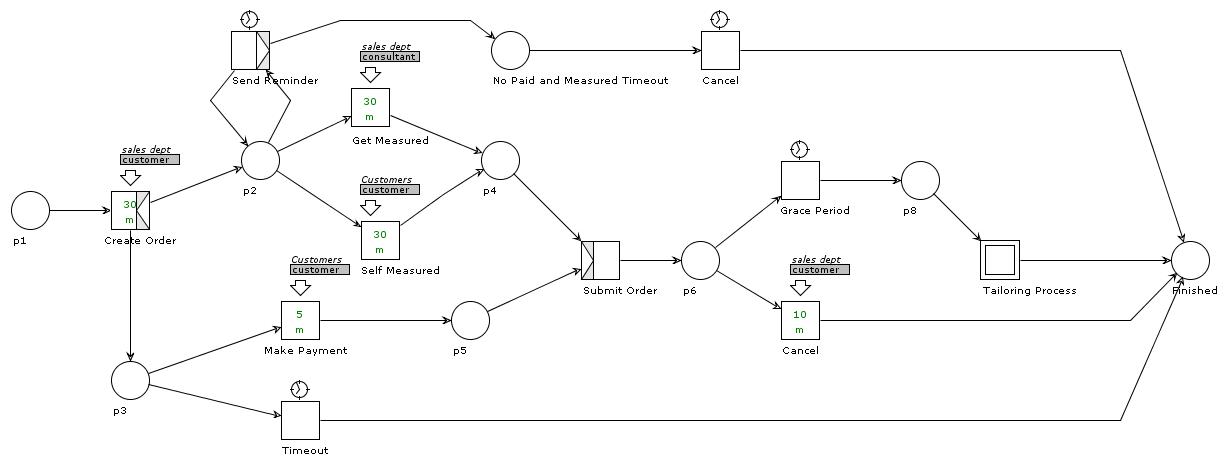 sales dept
consultant
Send Reminder
No Paid and Measured Timeout
Cancel
30
m
Get Measured
sales dept
customer
p2
Customers
customer
p4
Grace Period
p8
p1
30
m
Create Order
30
m
Self Measured
Customers
customer
Submit Order
p6
sales dept
customer
Tailoring Process
Finished
5
m
Make Payment
p5
10
m
Cancel
p3
Timeout